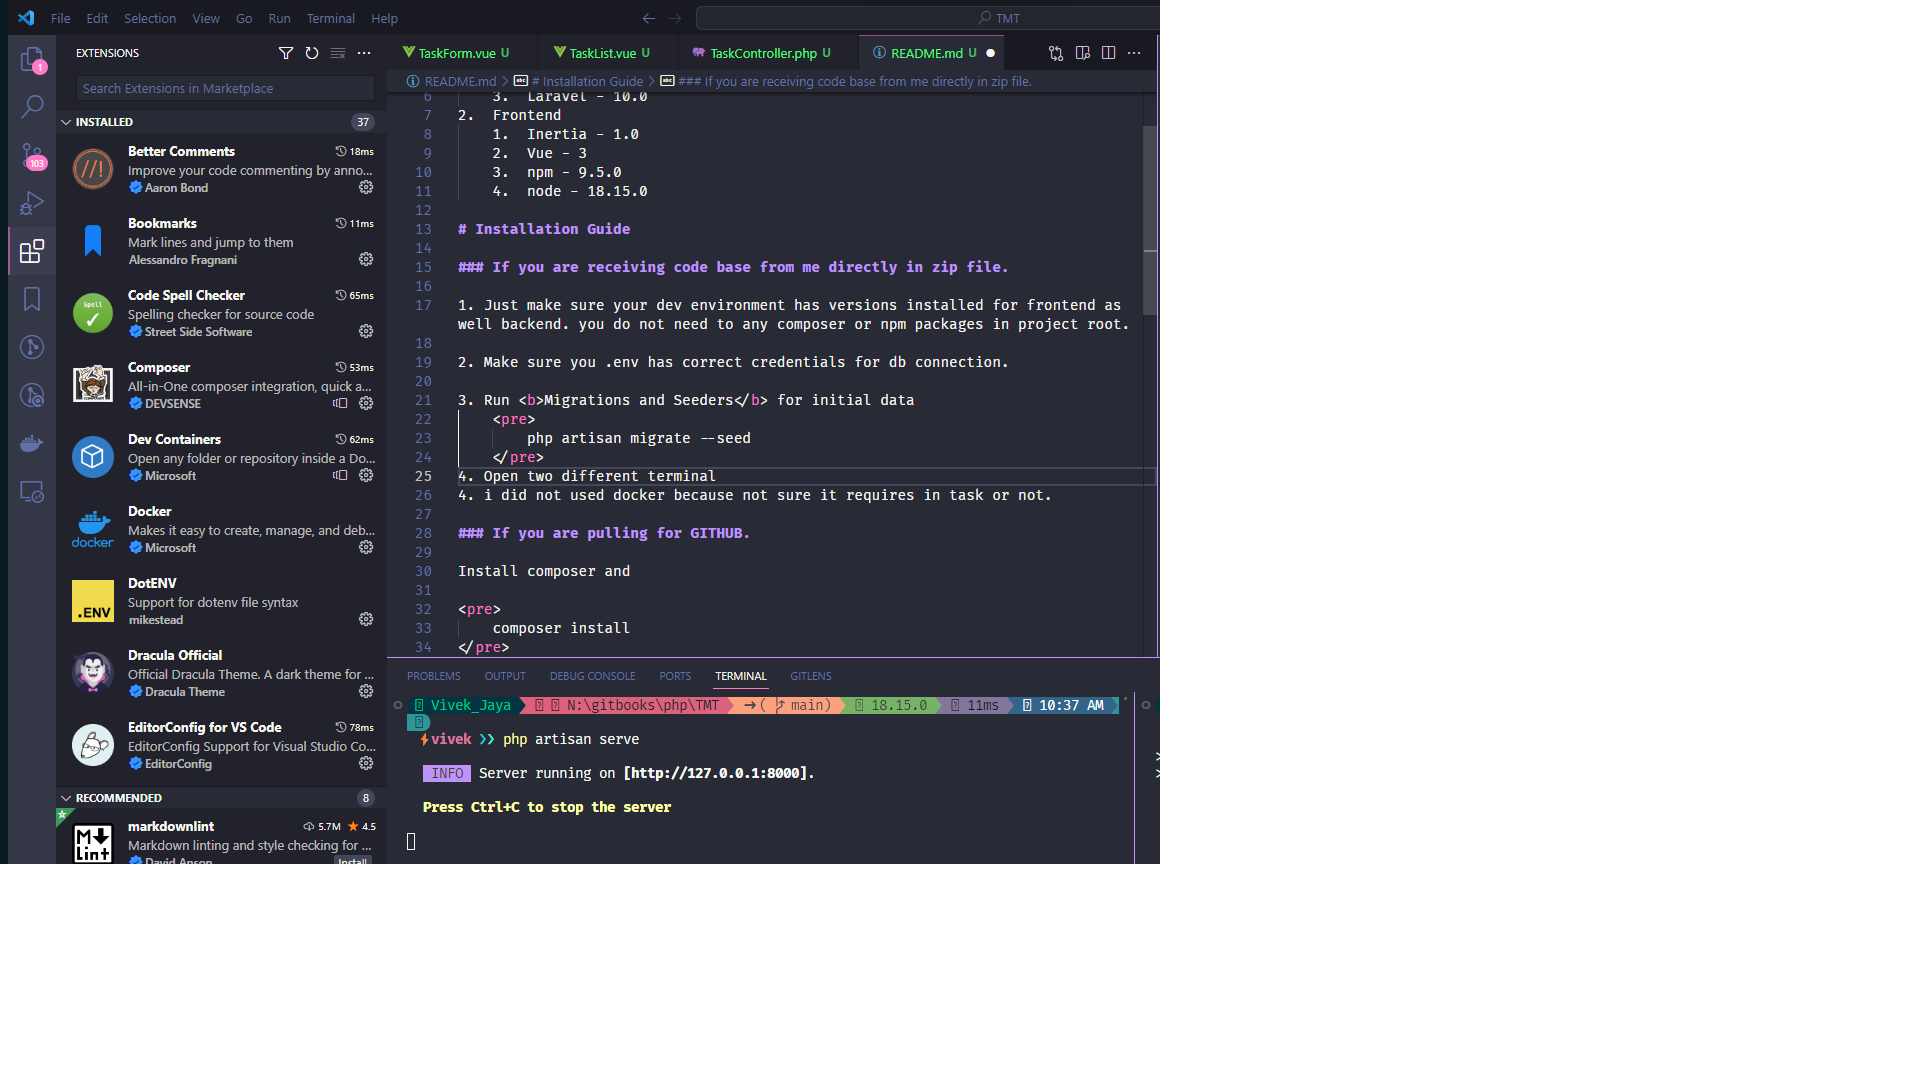 File Edit Selection View Go Run Terminal Help
TMT
EXTENSIONS
Search Extensions in Marketplace
INSTALLED 37
Better Comments 18ms
Improve your code commenting by anno...
Aaron Bond
Bookmarks 11ms
Mark lines and jump to them
Alessandro Fragnani
Code Spell Checker 65ms
Spelling checker for source code
Street Side Software
Composer 53ms
All-in-One composer integration, quick a...
DEVSENSE
Dev Containers 62ms
Open any folder or repository inside a Do...
Microsoft
Docker
Makes it easy to create, manage, and deb...
Microsoft
DotENV
Support for dotenv file syntax
mikestead
Dracula Official
Official Dracula Theme. A dark theme for ...
Dracula Theme
EditorConfig for VS Code 78ms
EditorConfig Support for Visual Studio Co...
EditorConfig
RECOMMENDED 8
markdownlint 5.7M 4.5
Markdown linting and style checking for ...
David Anson Install
1
103
Spell
docker
.ENV
M
Lint
TaskForm.vue U TaskList.vue U TaskController.php U README.md U
README.md > # Installation Guide > ### If you are receiving code base from me directly in zip file.
6 3. Laravel - 10.0
7 2. Frontend
8 1. Inertia - 1.0
9 2. Vue - 3
10 3. npm - 9.5.0
11 4. node - 18.15.0
12
13 # Installation Guide
14
15 ### If you are receiving code base from me directly in zip file.
16
17 1. Just make sure your dev environment has versions installed for frontend as
well backend. you do not need to any composer or npm packages in project root.
18
19 2. Make sure you .env has correct credentials for db connection.
20
21 3. Run <b>Migrations and Seeders</b> for initial data
22 <pre>
23 php artisan migrate --seed
24 </pre>
25 4. Open two different terminal
26 4. i did not used docker because not sure it requires in task or not.
27
28 ### If you are pulling for GITHUB.
29
30 Install composer and
31
32 <pre>
33 composer install
34 </pre>
PROBLEMS OUTPUT DEBUG CONSOLE PORTS TERMINAL GITLENS
Vivek_Jaya N:\gitbooks\php\TMT →( main) 18.15.0 11ms 10:37 AM
vivek ❯❯ php artisan serve
INFO Server running on [http://127.0.0.1:8000].
Press Ctrl+C to stop the server